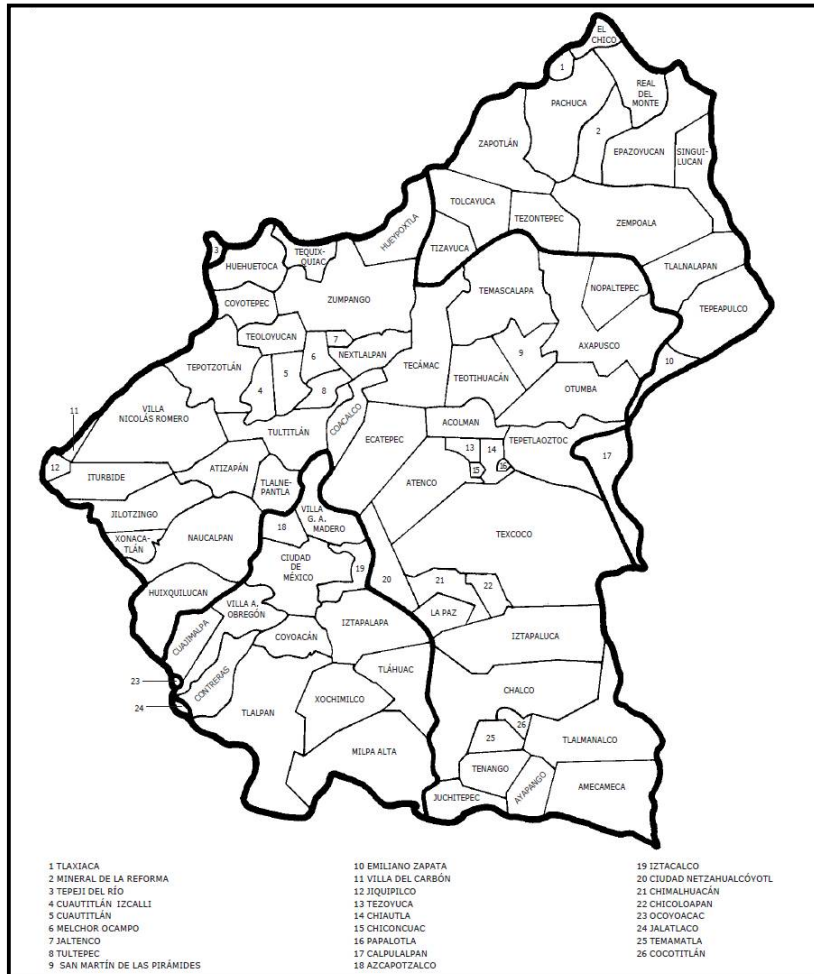 EL
CHICO
1
REAL
DEL
MONTE
PACHUCA
2
ZAPOTLÁN
EPAZOYUCAN
SINGUI-
LUCAN
TOLCAYUCA
TEZONTEPEC
ZEMPOALA
HUEYPOXTLA
TIZAYUCA
3
TEQUIX-
QUIAC
HUEHUETOCA
TLALNALAPAN
TEMASCALAPA
NOPALTEPEC
COYOTEPEC
ZUMPANGO
TEPEAPULCO
TEOLOYUCAN
7
AXAPUSCO
6
NEXTLALPAN
9
10
TEPOTZOTLÁN
TECÁMAC
5
TEOTIHUACÁN
4
8
OTUMBA
11
VILLA
NICOLÁS ROMERO
COACALCO
ACOLMAN
TULTITLÁN
ECATEPEC
TEPETLAOZTOC
13
14
17
12
ATIZAPÁN
15
16
ITURBIDE
TLALNE-
PANTLA
ATENCO
VILLA
G. A.
MADERO
JILOTZINGO
18
TEXCOCO
XONACA-
TLÁN
NAUCALPAN
CIUDAD
DE
MÉXICO
19
20
21
22
HUIXQUILUCAN
VILLA A.
OBREGÓN
LA PAZ
IZTAPALAPA
CUAJIMALPA
COYOACÁN
IZTAPALUCA
TLÁHUAC
23
CONTRERAS
CHALCO
XOCHIMILCO
24
TLALPAN
26
25
TLALMANALCO
MILPA ALTA
TENANGO
AYAPANGO
AMECAMECA
JUCHITEPEC
1 TLAXIACA
2 MINERAL DE LA REFORMA
3 TEPEJI DEL RÍO
4 CUAUTITLÁN IZCALLI
5 CUAUTITLÁN
6 MELCHOR OCAMPO
7 JALTENCO
8 TULTEPEC
9 SAN MARTÍN DE LAS PIRÁMIDES
10 EMILIANO ZAPATA
11 VILLA DEL CARBÓN
12 JIQUIPILCO
13 TEZOYUCA
14 CHIAUTLA
15 CHICONCUAC
16 PAPALOTLA
17 CALPULALPAN
18 AZCAPOTZALCO
19 IZTACALCO
20 CIUDAD NETZAHUALCÓYOTL
21 CHIMALHUACÁN
22 CHICOLOAPAN
23 OCOYOACAC
24 JALATLACO
25 TEMAMATLA
26 COCOTITLÁN